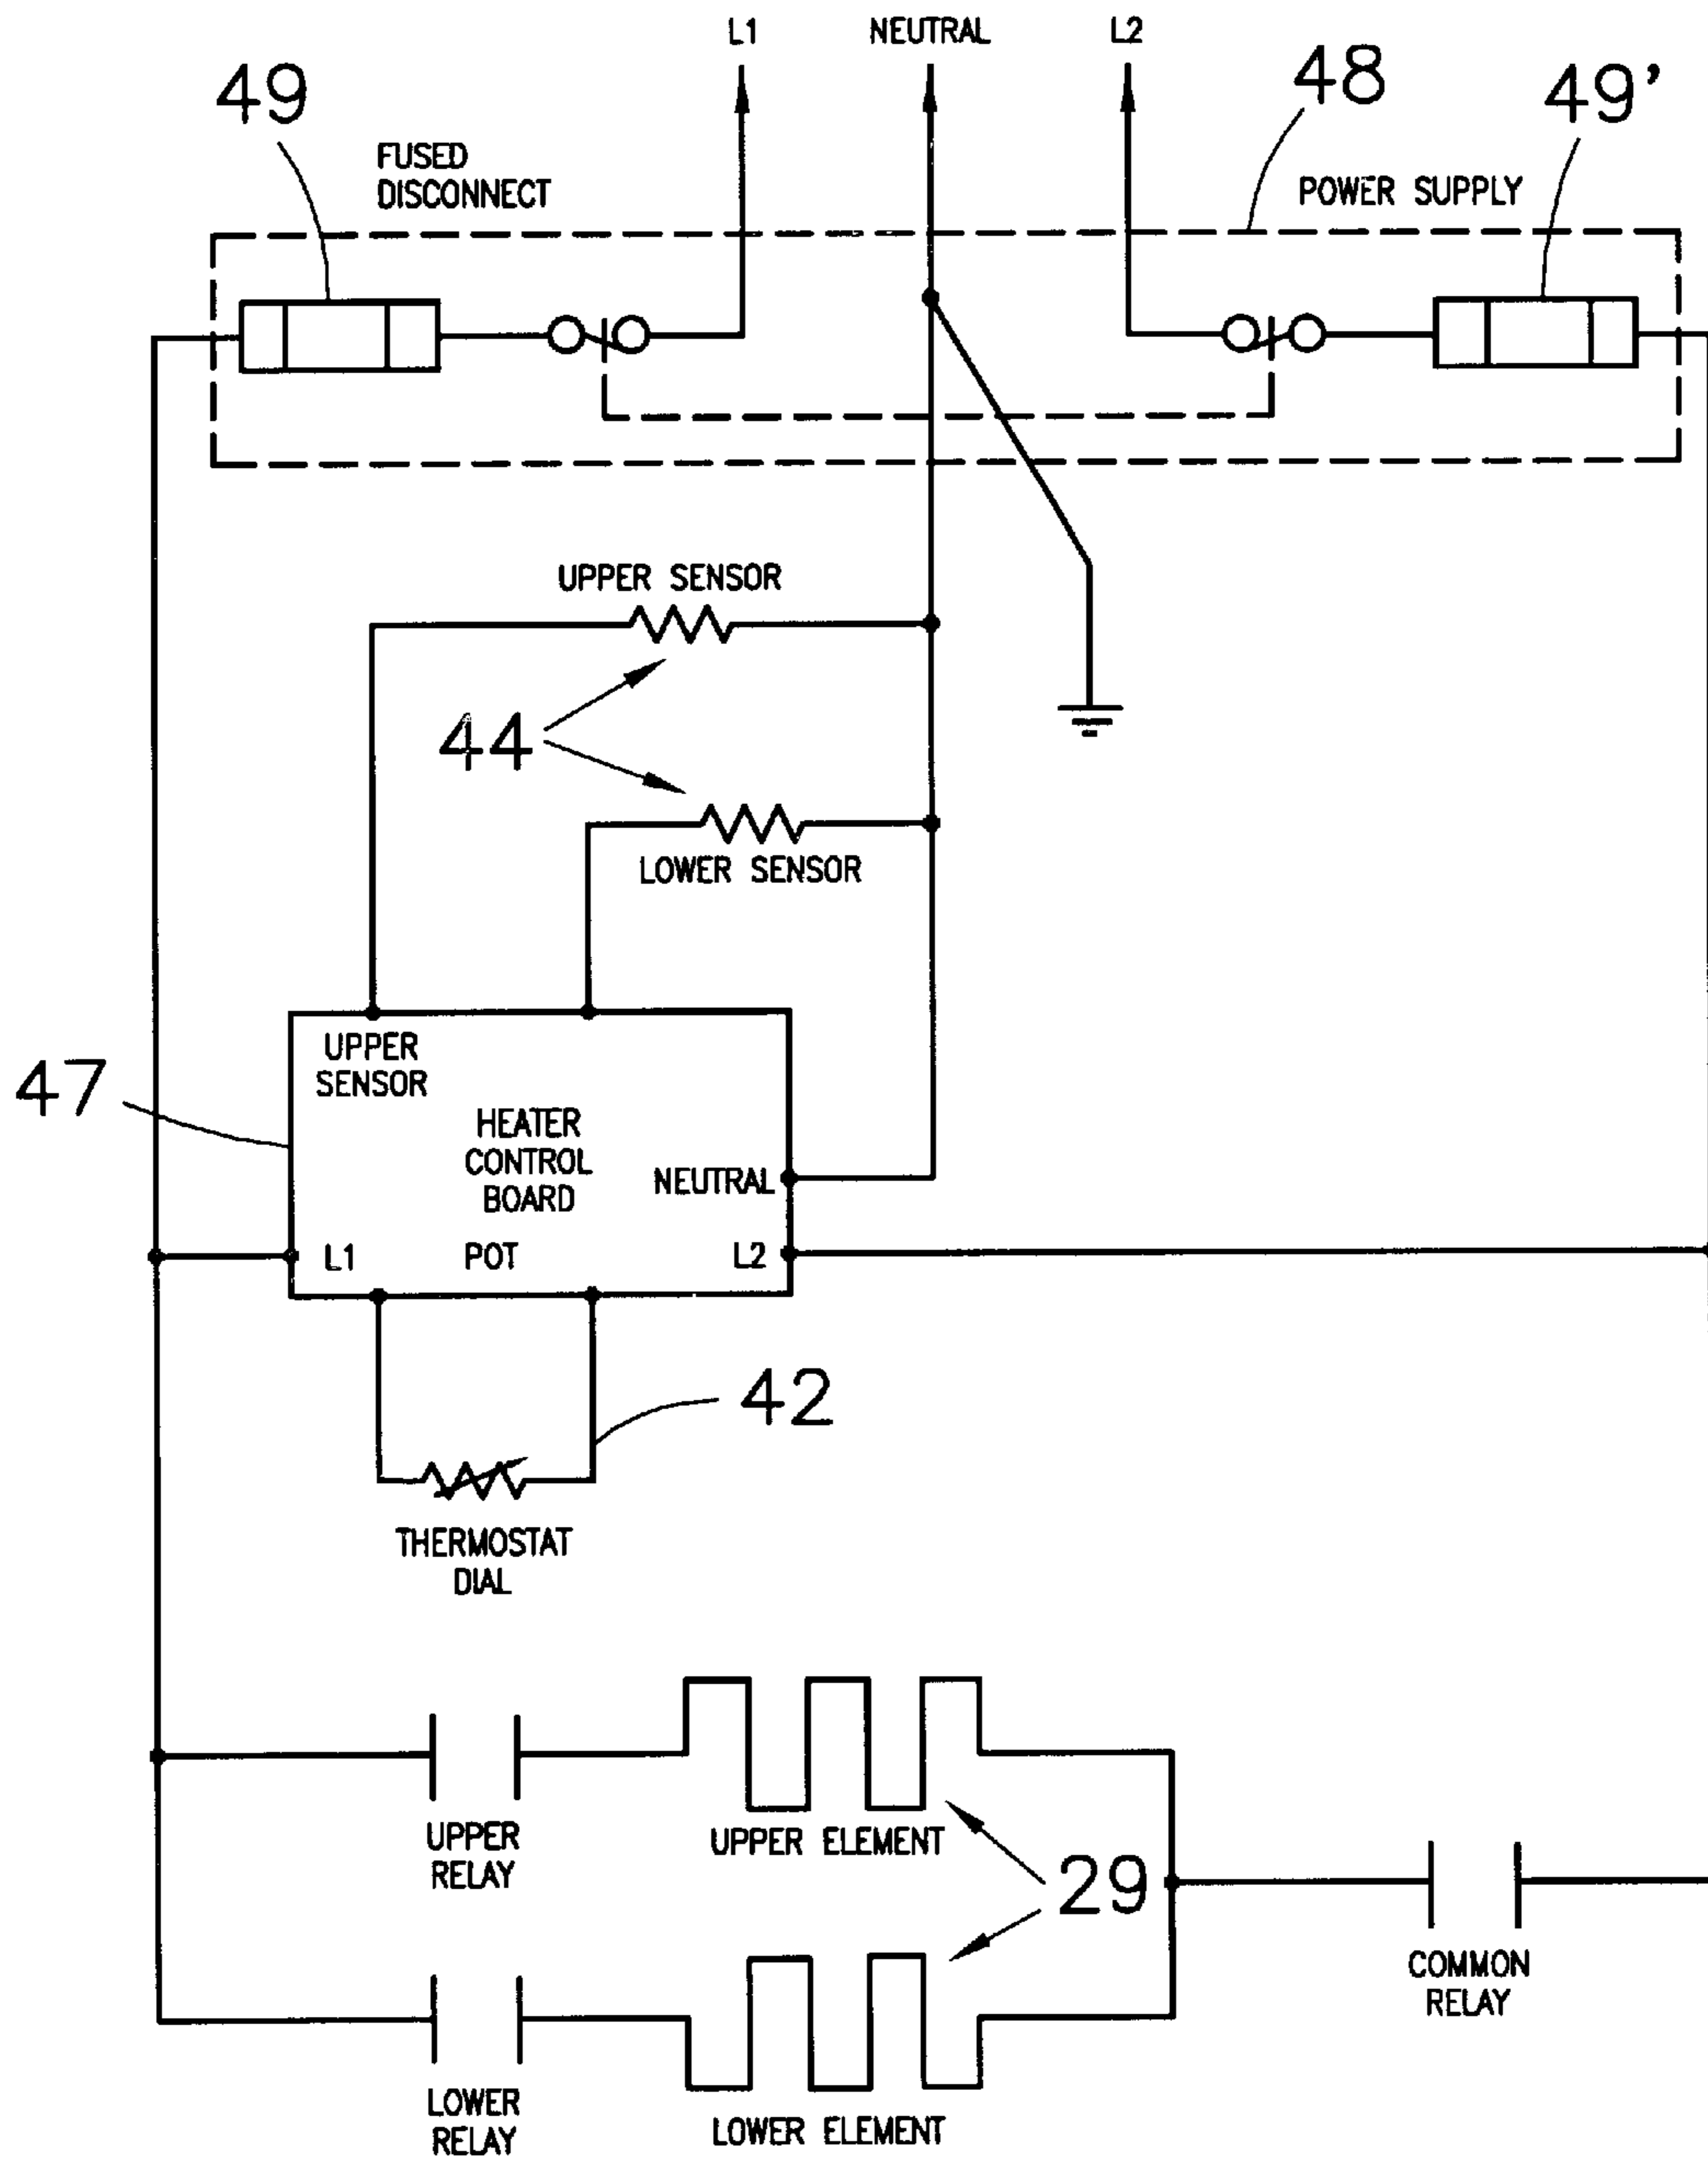 L1
NEUTRAL
L2
49
48
49'
FUSED
DISCONNECT
POWER SUPPLY
UPPER SENSOR
44
LOWER SENSOR
47
UPPER
SENSOR
HEATER
CONTROL
BOARD
NEUTRAL
L1
POT
L2
42
THERMOSTAT
DIAL
UPPER
RELAY
UPPER ELEMENT
29
COMMON
RELAY
LOWER
RELAY
LOWER ELEMENT